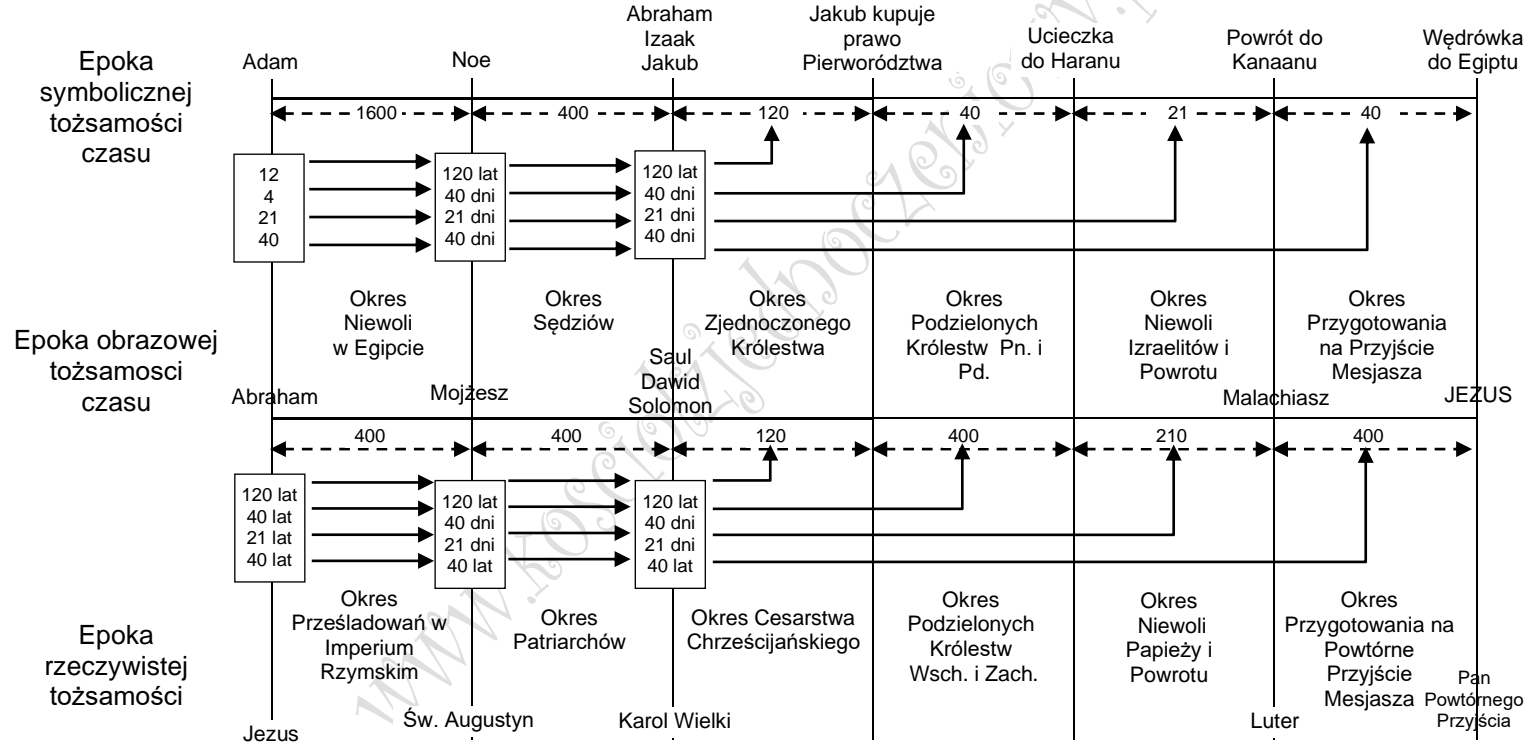 Abraham
Izaak
Jakub
Jakub kupuje
prawo
Pierworództwa
Ucieczka
do Haranu
Powrót do
Kanaanu
Wędrówka
do Egiptu
Adam
Noe
Epoka
symbolicznej
tożsamości
czasu
1600
400
120
40
21
40
12
4
21
40
120 lat
40 dni
21 dni
40 dni
120 lat
40 dni
21 dni
40 dni
Okres
Niewoli
w Egipcie
Okres
Sędziów
Okres
Zjednoczonego
Królestwa
Okres
Podzielonych
Królestw Pn. i
Pd.
Okres
Niewoli
Izraelitów i
Powrotu
Okres
Przygotowania
na Przyjście
Mesjasza
Epoka obrazowej
tożsamosci
czasu
Abraham
Mojżesz
Saul
Dawid
Solomon
Malachiasz
JEZUS
400
400
120
400
210
400
120 lat
40 lat
21 lat
40 lat
120 lat
40 dni
21 dni
40 lat
120 lat
40 dni
21 dni
40 lat
Okres
Prześladowań w
Imperium
Rzymskim
Okres
Patriarchów
Okres Cesarstwa
Chrześcijańskiego
Okres
Podzielonych
Królestw
Wsch. i Zach.
Okres
Niewoli
Papieży i
Powrotu
Okres
Przygotowania na
Powtórne
Przyjście
Mesjasza
Epoka
rzeczywistej
tożsamości
Jezus
Św. Augustyn
Karol Wielki
Luter
Pan
Powtórnego
Przyjścia